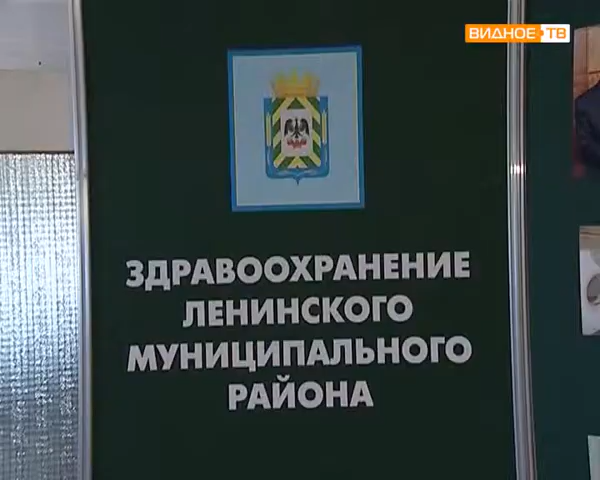 ВИДНОЕ-ТВ
ЗДРАВООХРАНЕНИЕ
ЛЕНИНСКОГО
МУНИЦИПАЛЬНОГО
РАЙОНА